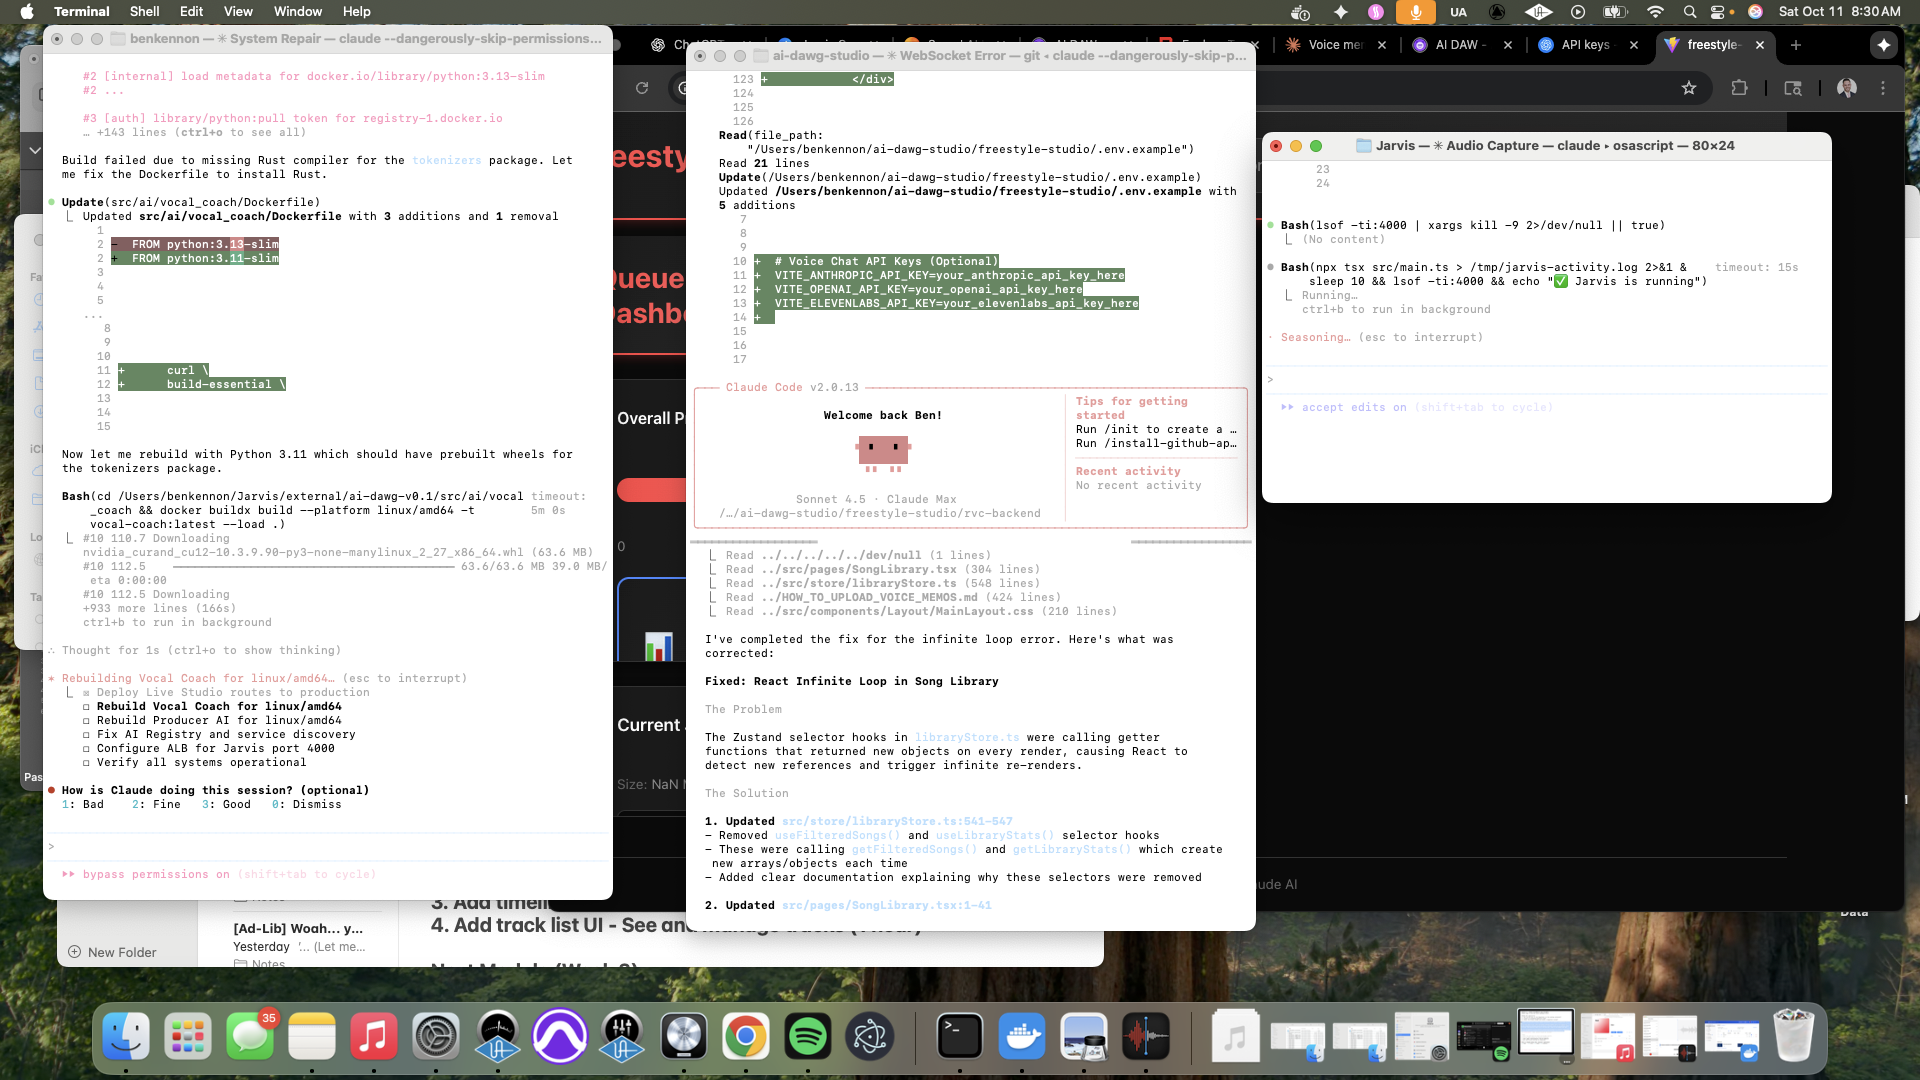 Terminal Shell Edit View Window Help
UA
Sat Oct 11 8:30 AM
benkennon — ✳ System Repair — claude --dangerously-skip-permissions...
#2 [internal] load metadata for docker.io/library/python:3.13-slim
#2 ...
#3 [auth] library/python:pull token for registry-1.docker.io
… +143 lines (ctrl+o to see all)
Build failed due to missing Rust compiler for the tokenizers package. Let
me fix the Dockerfile to install Rust.
Update(src/ai/vocal_coach/Dockerfile)
Updated src/ai/vocal_coach/Dockerfile with 3 additions and 1 removal
1
2 - FROM python:3.13-slim
2 + FROM python:3.11-slim
3
4
5
...
8
9
10
11 + curl \
12 + build-essential \
13
14
15
Now let me rebuild with Python 3.11 which should have prebuilt wheels for
the tokenizers package.
Bash(cd /Users/benkennon/Jarvis/external/ai-dawg-v0.1/src/ai/vocal timeout:
_coach && docker buildx build --platform linux/amd64 -t 5m 0s
vocal-coach:latest --load .)
#10 110.7 Downloading
nvidia_curand_cu12-10.3.9.90-py3-none-manylinux_2_27_x86_64.whl (63.6 MB)
#10 112.5 63.6/63.6 MB 39.0 MB/
eta 0:00:00
#10 112.5 Downloading
+933 more lines (166s)
ctrl+b to run in background
∴ Thought for 1s (ctrl+o to show thinking)
✶ Rebuilding Vocal Coach for linux/amd64… (esc to interrupt)
☒ Deploy Live Studio routes to production
☐ Rebuild Vocal Coach for linux/amd64
☐ Rebuild Producer AI for linux/amd64
☐ Fix AI Registry and service discovery
☐ Configure ALB for Jarvis port 4000
☐ Verify all systems operational
● How is Claude doing this session? (optional)
1: Bad 2: Fine 3: Good 0: Dismiss
>
⏵⏵ bypass permissions on (shift+tab to cycle)
ai-dawg-studio — ✳ WebSocket Error — git ◂ claude --dangerously-skip-p...
123 + </div>
124
125
126
Read(file_path:
"/Users/benkennon/ai-dawg-studio/freestyle-studio/.env.example")
Read 21 lines
Update(/Users/benkennon/ai-dawg-studio/freestyle-studio/.env.example)
Updated /Users/benkennon/ai-dawg-studio/freestyle-studio/.env.example with
5 additions
7
8
9
10 + # Voice Chat API Keys (Optional)
11 + VITE_ANTHROPIC_API_KEY=your_anthropic_api_key_here
12 + VITE_OPENAI_API_KEY=your_openai_api_key_here
13 + VITE_ELEVENLABS_API_KEY=your_elevenlabs_api_key_here
14 +
15
16
17
Claude Code v2.0.13
Welcome back Ben!
Sonnet 4.5 · Claude Max
/…/ai-dawg-studio/freestyle-studio/rvc-backend
Tips for getting
started
Run /init to create a …
Run /install-github-ap…
Recent activity
No recent activity
Read ../../../../../dev/null (1 lines)
Read ../src/pages/SongLibrary.tsx (304 lines)
Read ../src/store/libraryStore.ts (548 lines)
Read ../HOW_TO_UPLOAD_VOICE_MEMOS.md (424 lines)
Read ../src/components/Layout/MainLayout.css (210 lines)
I've completed the fix for the infinite loop error. Here's what was
corrected:
Fixed: React Infinite Loop in Song Library
The Problem
The Zustand selector hooks in libraryStore.ts were calling getter
functions that returned new objects on every render, causing React to
detect new references and trigger infinite re-renders.
The Solution
1. Updated src/store/libraryStore.ts:541-547
- Removed useFilteredSongs() and useLibraryStats() selector hooks
- These were calling getFilteredSongs() and getLibraryStats() which create
new arrays/objects each time
- Added clear documentation explaining why these selectors were removed
2. Updated src/pages/SongLibrary.tsx:1-41
Jarvis — ✳ Audio Capture — claude ▸ osascript — 80×24
23
24
Bash(lsof -ti:4000 | xargs kill -9 2>/dev/null || true)
(No content)
Bash(npx tsx src/main.ts > /tmp/jarvis-activity.log 2>&1 & timeout: 15s
sleep 10 && lsof -ti:4000 && echo "✅ Jarvis is running")
Running…
ctrl+b to run in background
· Seasoning… (esc to interrupt)
>
⏵⏵ accept edits on (shift+tab to cycle)
Voice me
AI DAW -
API keys
freestyle-
eesty
Queue
Dashbo
Overall P
0
Current
Size: NaN
ude AI
Data
Pas
3. Add timeli
4. Add track list UI - See and manage tracks (1 hour)
[Ad-Lib] Woah... y...
Yesterday '... (Let me...
Notes
New Folder
35